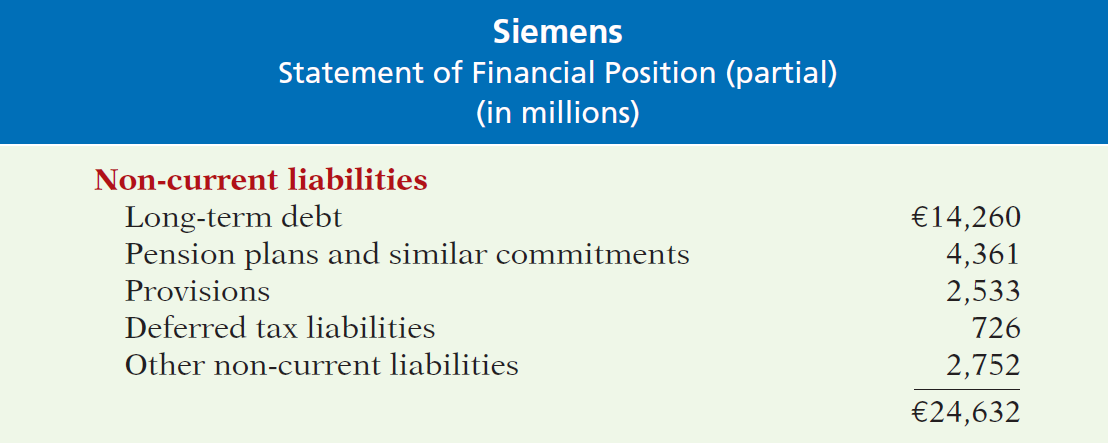 Siemens
Statement of Financial Position (partial)
(in millions)
Non-current liabilities
Long-term debt €14,260
Pension plans and similar commitments 4,361
Provisions 2,533
Deferred tax liabilities 726
Other non-current liabilities 2,752
€24,632